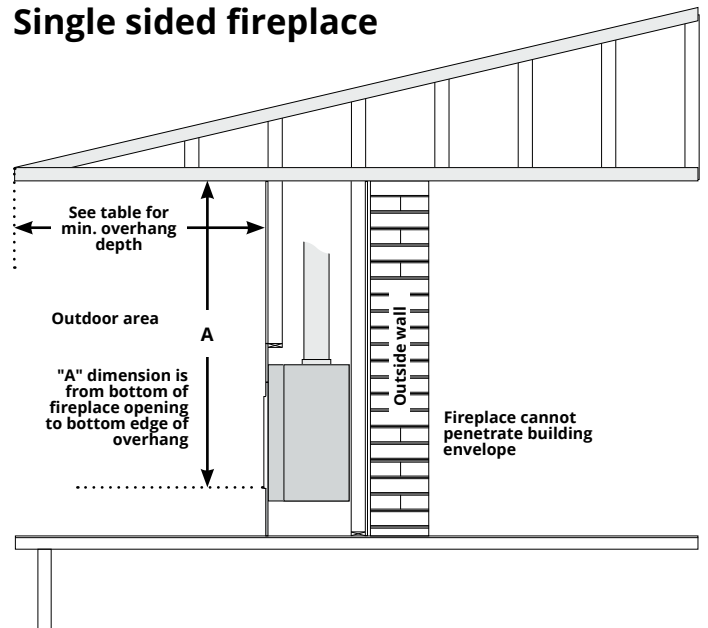 Single sided fireplace
See table for
min. overhang
depth
Outdoor area
A
"A" dimension is
from bottom of
fireplace opening
to bottom edge of
overhang
Outside wall
Fireplace cannot
penetrate building
envelope